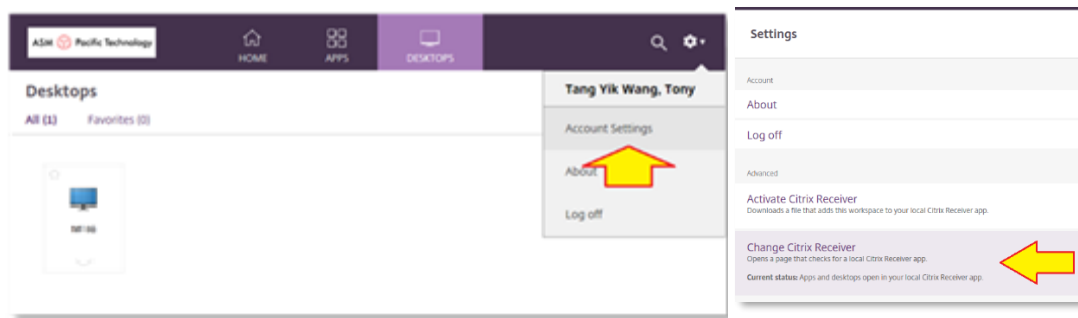 ASM Pacific Technology
HOME
APPS
DESKTOPS
Desktops
All (1)
Favorites (0)
Tang Yik Wang, Tony
Account Settings
About
Log off
Settings
Account
About
Log off
Advanced
Activate Citrix Receiver
Downloads a file that adds this workspace to your local Citrix Receiver app.
Change Citrix Receiver
Opens a page that checks for a local Citrix Receiver app.
Current status: Apps and desktops open in your local Citrix Receiver app.